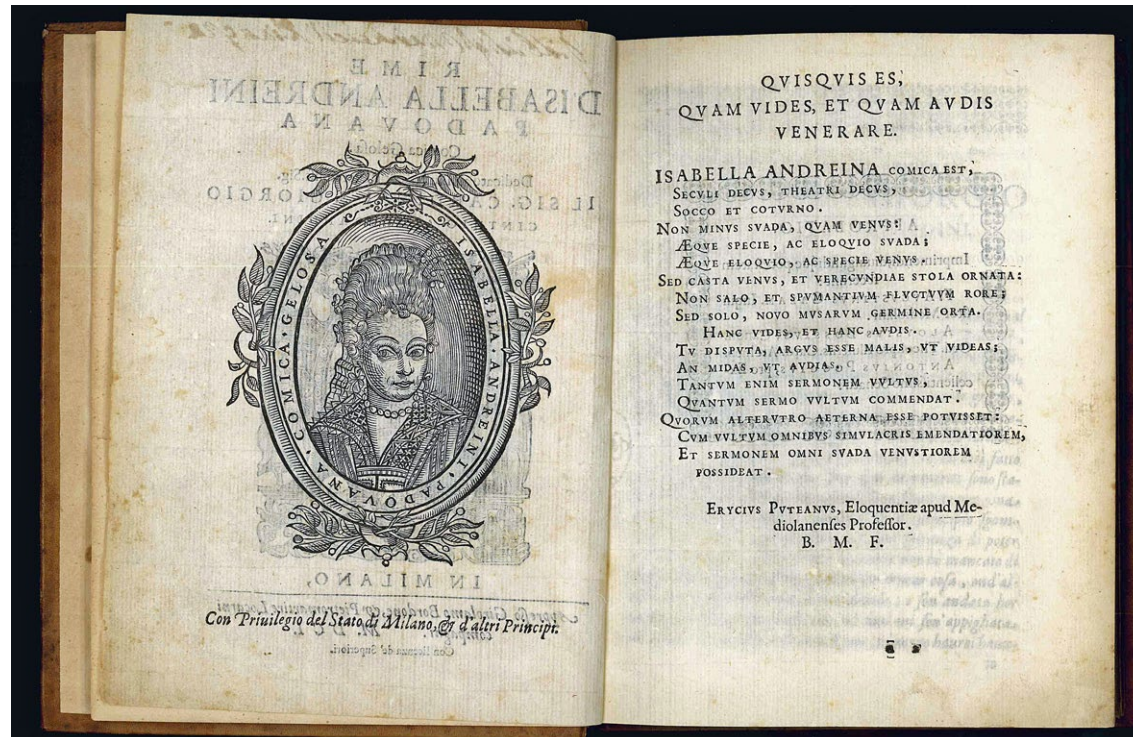 ISABELLA · ANDREINI · PADOVANA · COMICA · GELOSA
Con Priuilegio del Stato di Milano, & d'altri Principi.
QVISQVIS ES,
QVAM VIDES, ET QVAM AVDIS
VENERARE.
ISABELLA ANDREINA COMICA EST,
SECVLI DECVS, THEATRI DECVS,
SOCCO ET COTVRNO.
NON MINVS SVADA, QVAM VENVS:
ÆQVE SPECIE, AC ELOQVIO SVADA;
ÆQVE ELOQVIO, AC SPECIE VENVS.
SED CASTA VENVS, ET VERECVNDIAE STOLA ORNATA:
NON SALO, ET SPVMANTIVM FLVCTVVM RORE;
SED SOLO, NOVO MVSARVM GERMINE ORTA.
HANC VIDES, ET HANC AVDIS.
TV DISPVTA, ARGVS ESSE MALIS, VT VIDEAS;
AN MIDAS, VT AVDIAS.
TANTVM ENIM SERMONEM VVLTVS,
QVANTVM SERMO VVLTVM COMMENDAT.
QVORVM ALTERVTRO AETERNA ESSE POTVISSET:
CVM VVLTVM OMNIBVS SIMVLACRIS EMENDATIOREM,
ET SERMONEM OMNI SVADA VENVSTIOREM
POSSIDEAT.
ERYCIVS PVTEANVS, Eloquentiæ apud Me-
diolanenses Professor.
B. M. F.